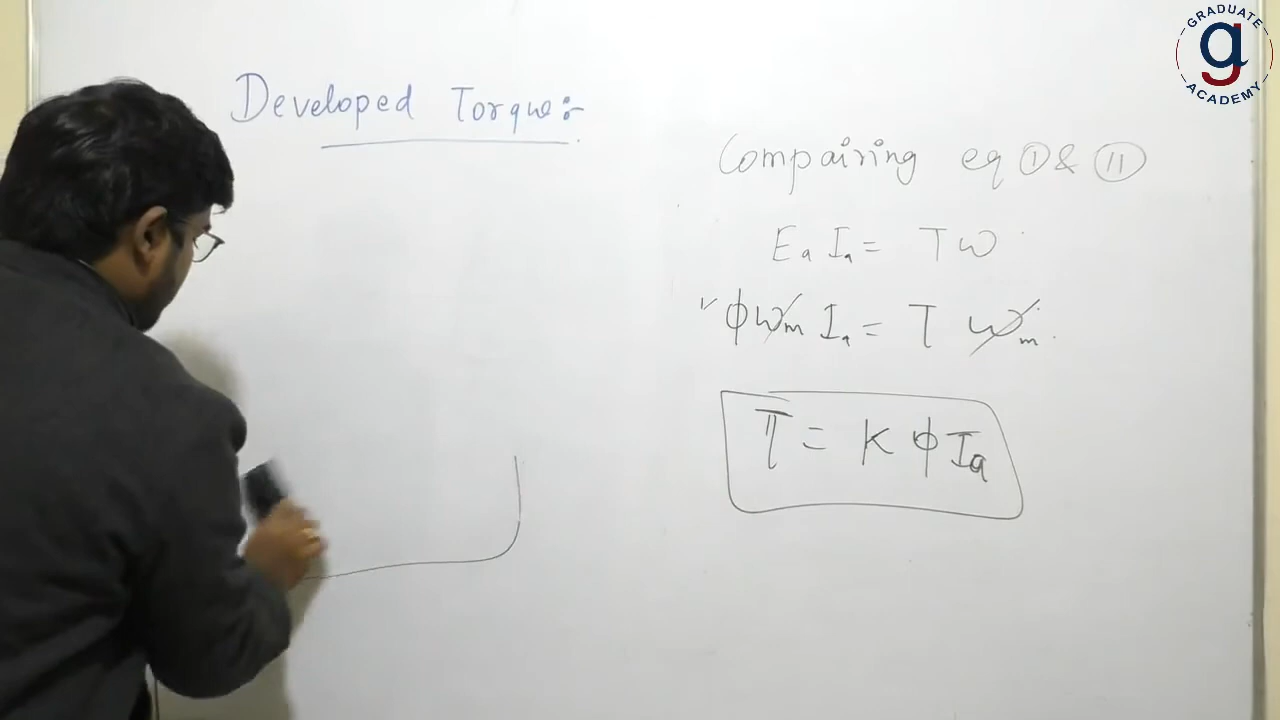 Developed Torque:-
Compairing eq I & II
Ea Ia = T ω
ϕ ωm Ia = T ωm
T = K ϕ Ia
GRADUATE
ACADEMY